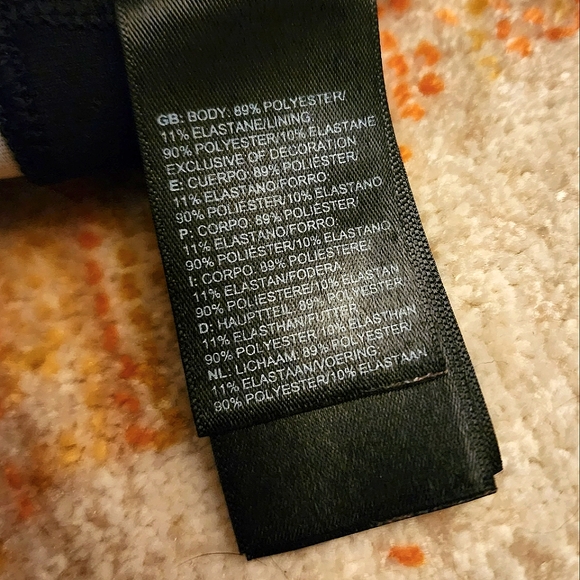 GB: BODY: 89% POLYESTER/
11% ELASTANE/LINING:
90% POLYESTER/10% ELASTANE
EXCLUSIVE OF DECORATION
E: CUERPO: 89% POLIÉSTER/
11% ELASTANO/FORRO:
90% POLIÉSTER/10% ELASTANO
P: CORPO: 89% POLIÉSTER/
11% ELASTANO/FORRO:
90% POLIÉSTER/10% ELASTANO
I: CORPO: 89% POLIESTERE/
11% ELASTAN/FODERA:
90% POLIESTERE/10% ELASTAN
D: HAUPTTEIL: 89% POLYESTER/
11% ELASTHAN/FUTTER:
90% POLYESTER, 10% ELASTHAN
NL: LICHAAM: 89% POLYESTER/
11% ELASTAAN/VOERING:
90% POLYESTER/10% ELASTAAN